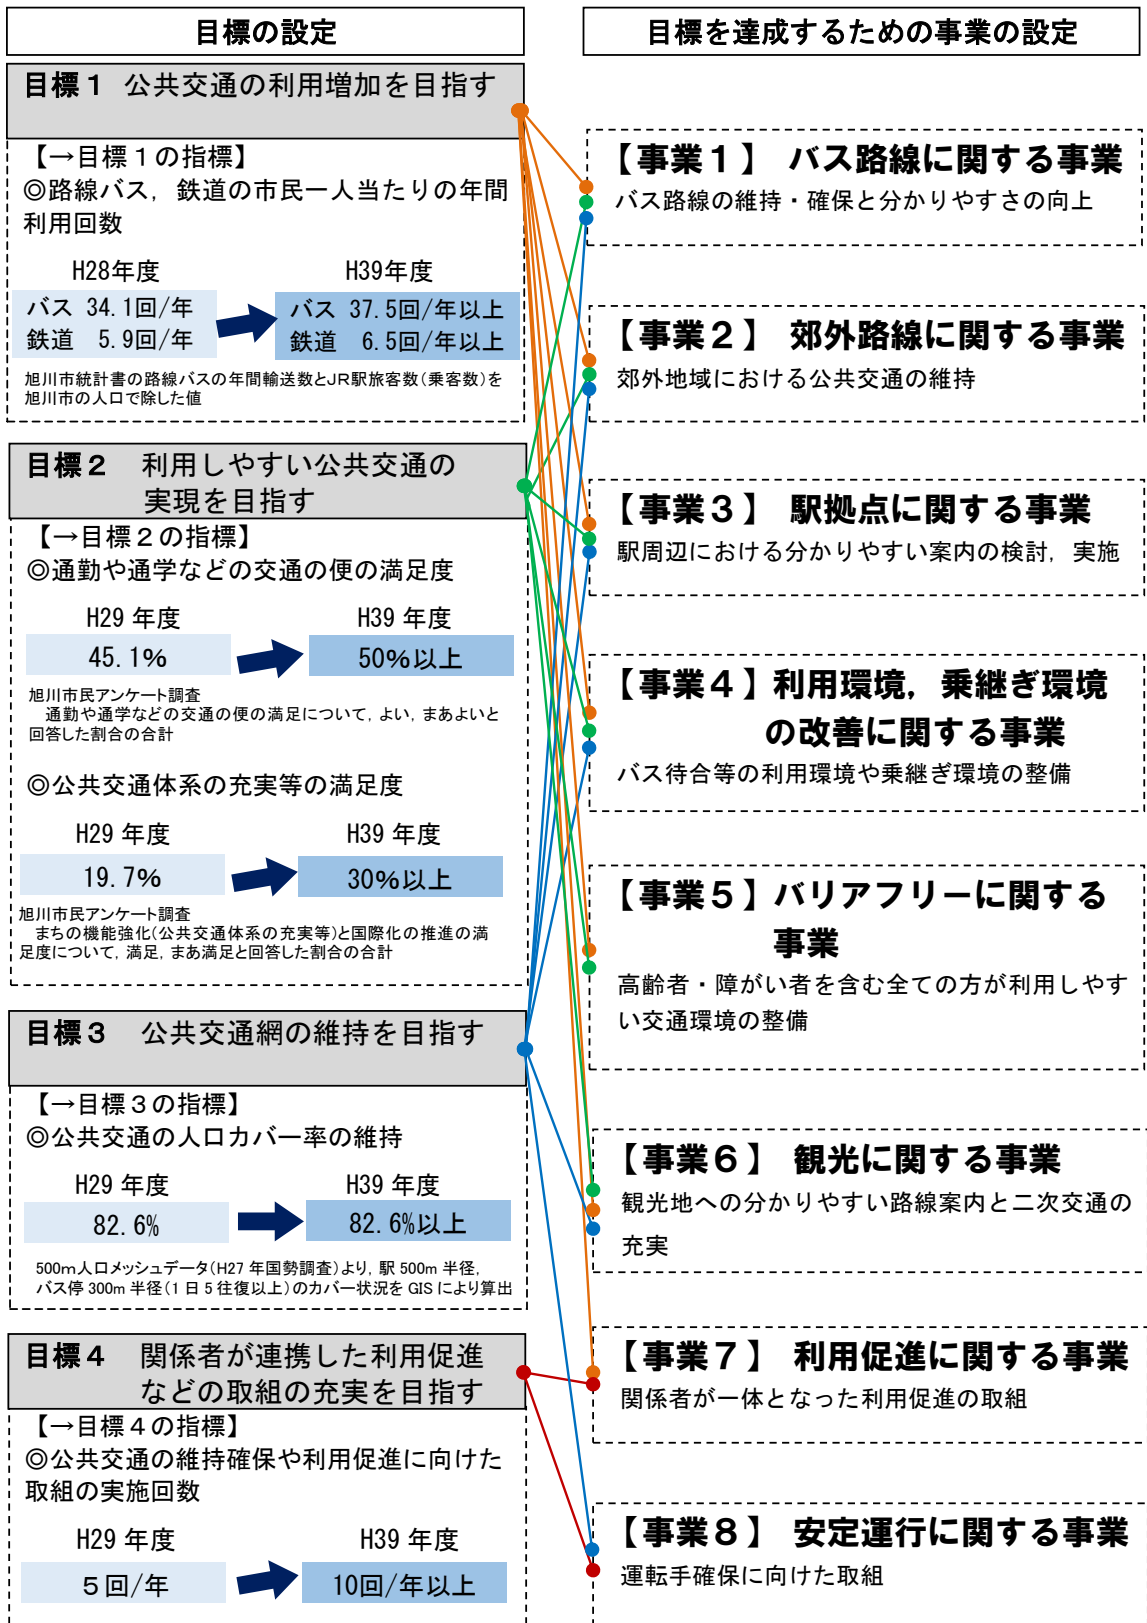 目標の設定
目標１ 公共交通の利用増加を目指す
【→目標１の指標】
◎路線バス，鉄道の市民一人当たりの年間
利用回数
H28年度
H39年度
バス 34.1回/年
鉄道 5.9回/年
バス 37.5回/年以上
鉄道 6.5回/年以上
旭川市統計書の路線バスの年間輸送数とJR駅旅客数(乗客数)を
旭川市の人口で除した値
目標２ 利用しやすい公共交通の
実現を目指す
【→目標２の指標】
◎通勤や通学などの交通の便の満足度
H29 年度
H39 年度
45.1%
50%以上
旭川市民アンケート調査
通勤や通学などの交通の便の満足について，よい，まあよいと
回答した割合の合計
◎公共交通体系の充実等の満足度
H29 年度
H39 年度
19.7%
30%以上
旭川市民アンケート調査
まちの機能強化(公共交通体系の充実等)と国際化の推進の満
足度について，満足，まあ満足と回答した割合の合計
目標３ 公共交通網の維持を目指す
【→目標３の指標】
◎公共交通の人口カバー率の維持
H29 年度
H39 年度
82.6%
82.6%以上
500m人口メッシュデータ(H27 年国勢調査)より，駅 500m 半径，
バス停 300m 半径(1 日 5 往復以上)のカバー状況を GIS により算出
目標４ 関係者が連携した利用促進
などの取組の充実を目指す
【→目標４の指標】
◎公共交通の維持確保や利用促進に向けた
取組の実施回数
H29 年度
H39 年度
５回/年
10回/年以上
目標を達成するための事業の設定
【事業１】 バス路線に関する事業
バス路線の維持・確保と分かりやすさの向上
【事業２】 郊外路線に関する事業
郊外地域における公共交通の維持
【事業３】 駅拠点に関する事業
駅周辺における分かりやすい案内の検討，実施
【事業４】利用環境，乗継ぎ環境
の改善に関する事業
バス待合等の利用環境や乗継ぎ環境の整備
【事業５】バリアフリーに関する
事業
高齢者・障がい者を含む全ての方が利用しやす
い交通環境の整備
【事業６】 観光に関する事業
観光地への分かりやすい路線案内と二次交通の
充実
【事業７】 利用促進に関する事業
関係者が一体となった利用促進の取組
【事業８】 安定運行に関する事業
運転手確保に向けた取組